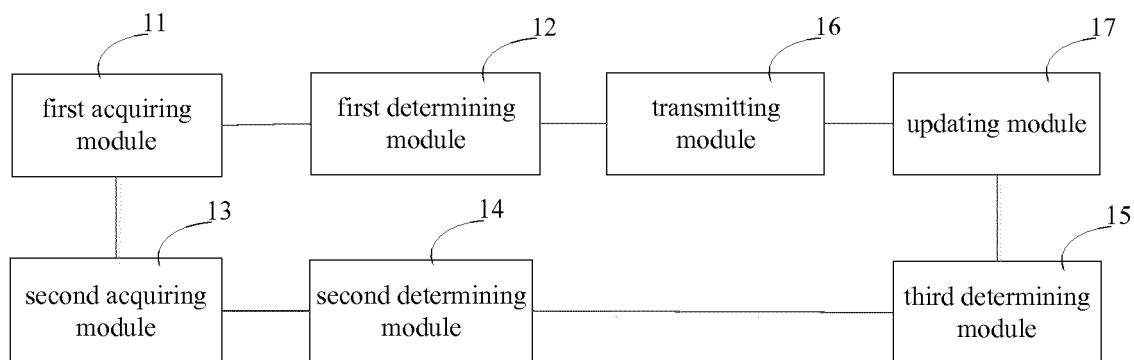 11
12
16
17
first acquiring
module
first determining
module
transmitting
module
updating module
13
14
15
second acquiring
module
second determining
module
third determining
module